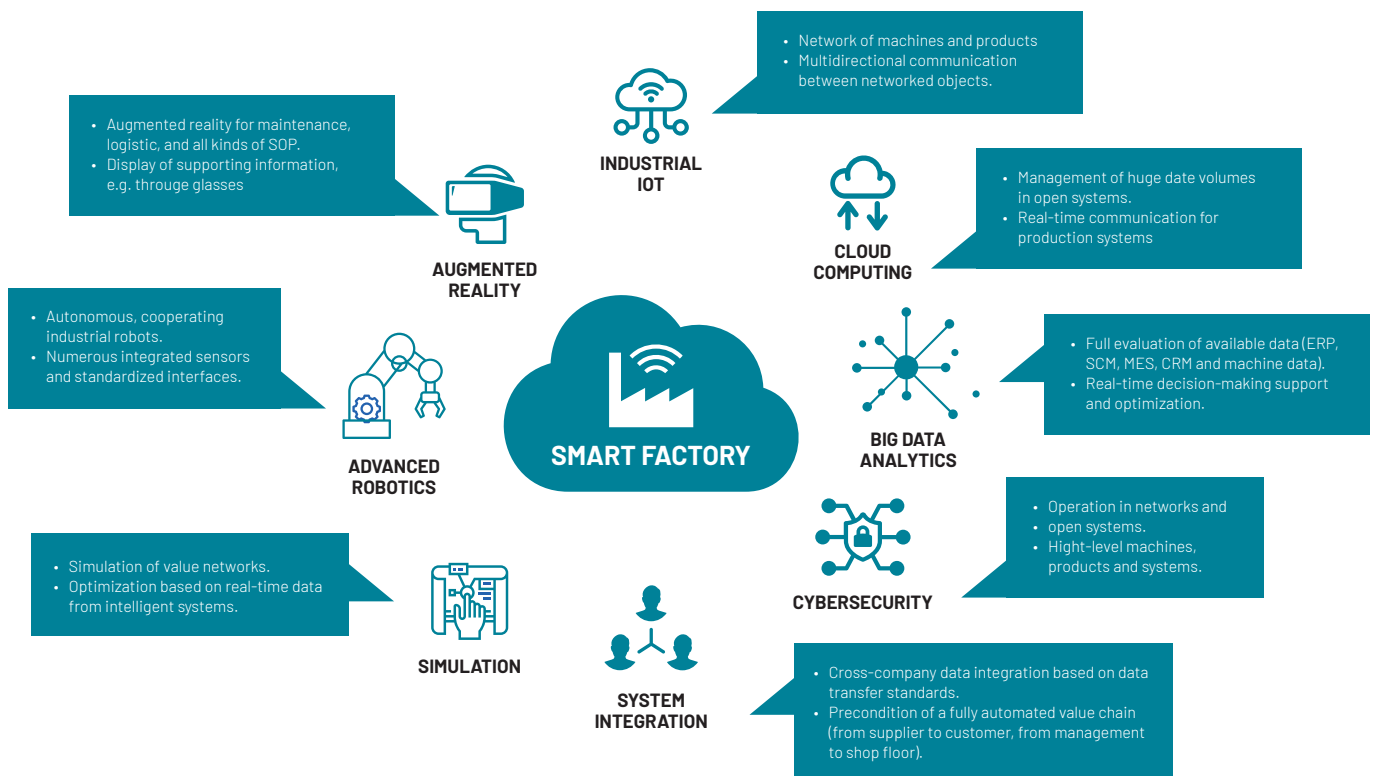 • Network of machines and products
• Multidirectional communication
between networked objects.
INDUSTRIAL
IOT
• Augmented reality for maintenance,
logistic, and all kinds of SOP.
• Display of supporting information,
e.g. througe glasses
AUGMENTED
REALITY
• Management of huge date volumes
in open systems.
• Real-time communication for
production systems
CLOUD
COMPUTING
• Autonomous, cooperating
industrial robots.
• Numerous integrated sensors
and standardized interfaces.
ADVANCED
ROBOTICS
SMART FACTORY
• Full evaluation of available data (ERP,
SCM, MES, CRM and machine data).
• Real-time decision-making support
and optimization.
BIG DATA
ANALYTICS
• Operation in networks and
• open systems.
• Hight-level machines,
products and systems.
CYBERSECURITY
• Simulation of value networks.
• Optimization based on real-time data
from intelligent systems.
SIMULATION
SYSTEM
INTEGRATION
• Cross-company data integration based on data
transfer standards.
• Precondition of a fully automated value chain
(from supplier to customer, from management
to shop floor).